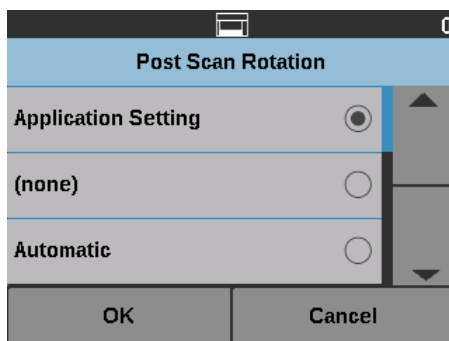 Post Scan Rotation
Application Setting
(none)
Automatic
OK
Cancel